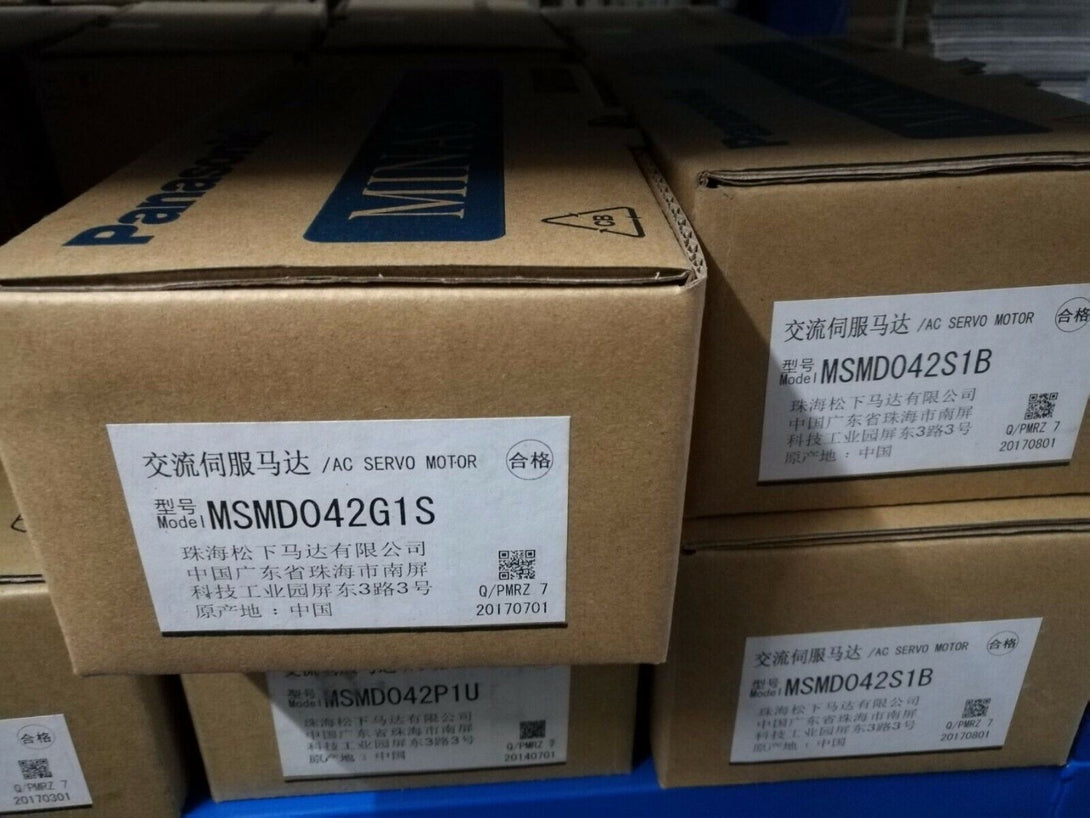 Panasonic
MINAS
CB
Panasonic
交流伺服马达 /AC SERVO MOTOR 合格
型号
Model MSMD042G1S
珠海松下马达有限公司
中国广东省珠海市南屏
科技工业园屏东3路3号
原产地：中国
Q/PMRZ 7
20170701
交流伺服马达 /AC SERVO MOTOR 合格
型号
Model MSMD042S1B
珠海松下马达有限公司
中国广东省珠海市南屏
科技工业园屏东3路3号
原产地：中国
Q/PMRZ 7
20170801
型号
Model MSMD042P1U
珠海松下马达有限公司
中国广东省珠海市南屏
科技工业园屏东3路3号
原产地：中国
Q/PMRZ 7
20140701
交流伺服马达 /AC SERVO MOTOR 合格
型号
Model MSMD042S1B
珠海松下马达有限公司
中国广东省珠海市南屏
科技工业园屏东3路3号
原产地：中国
Q/PMRZ 7
20170801
合格
Q/PMRZ 7
20170301